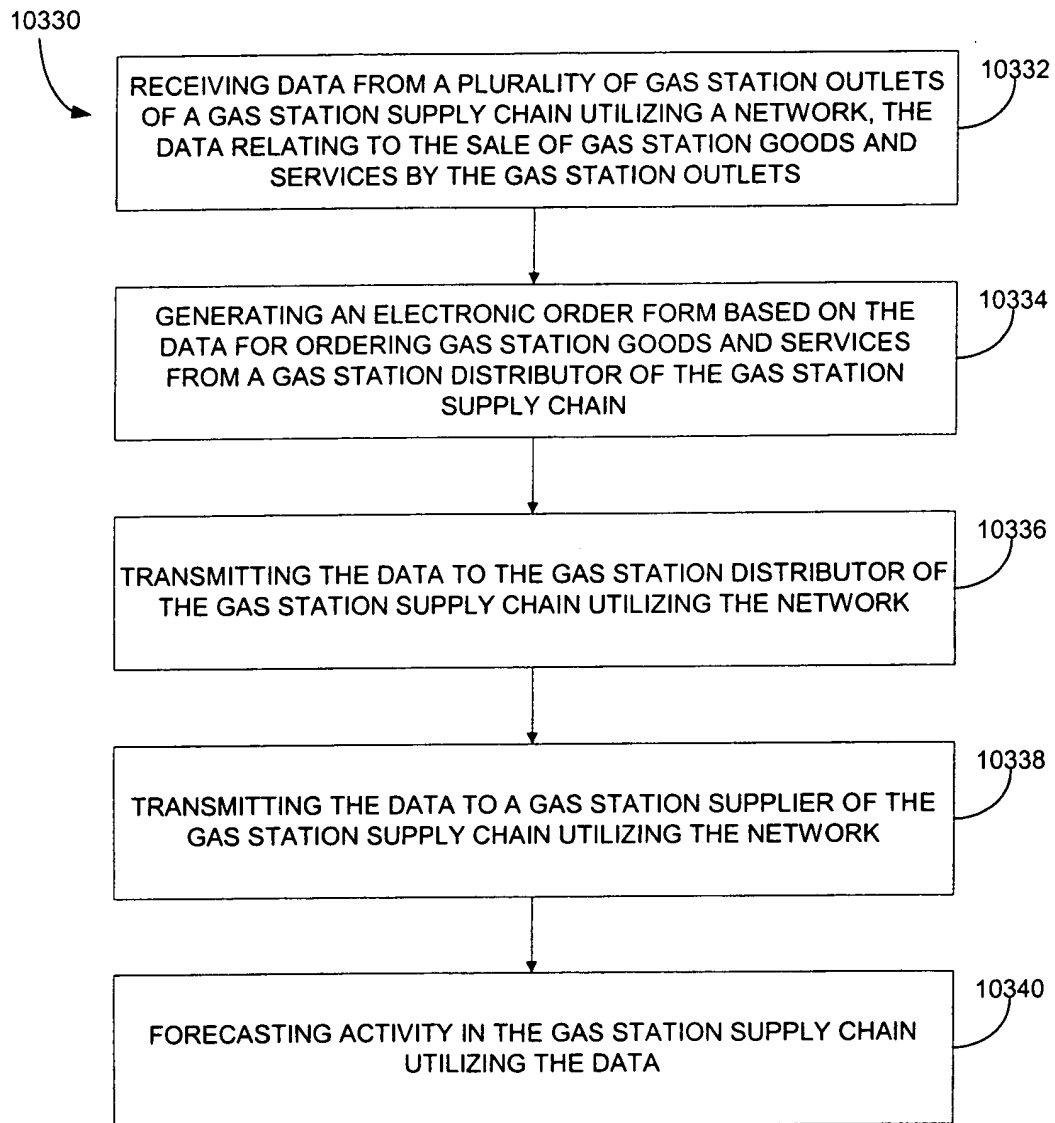 10330
RECEIVING DATA FROM A PLURALITY OF GAS STATION OUTLETS
OF A GAS STATION SUPPLY CHAIN UTILIZING A NETWORK, THE
DATA RELATING TO THE SALE OF GAS STATION GOODS AND
SERVICES BY THE GAS STATION OUTLETS
10332
GENERATING AN ELECTRONIC ORDER FORM BASED ON THE
DATA FOR ORDERING GAS STATION GOODS AND SERVICES
FROM A GAS STATION DISTRIBUTOR OF THE GAS STATION
SUPPLY CHAIN
10334
TRANSMITTING THE DATA TO THE GAS STATION DISTRIBUTOR OF
THE GAS STATION SUPPLY CHAIN UTILIZING THE NETWORK
10336
TRANSMITTING THE DATA TO A GAS STATION SUPPLIER OF THE
GAS STATION SUPPLY CHAIN UTILIZING THE NETWORK
10338
FORECASTING ACTIVITY IN THE GAS STATION SUPPLY CHAIN
UTILIZING THE DATA
10340